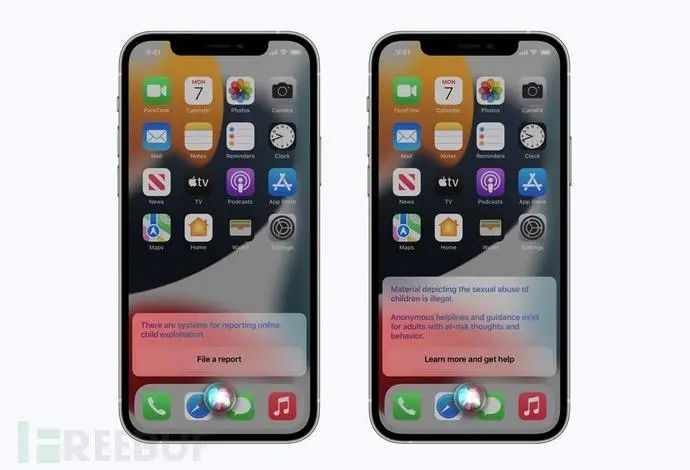 9:41
MON
7
FaceTime
Calendar
Photos
Camera
Mail
Notes
Reminders
Clock
tv
News
TV
Podcasts
App Store
Maps
Home
Wallet
Settings
There are systems for reporting online
child exploitation.
File a report
9:41
MON
7
FaceTime
Calendar
Photos
Camera
Mail
Notes
Reminders
Clock
tv
News
TV
Podcasts
App Store
Maps
Home
Wallet
Settings
Material depicting the sexual abuse of
children is illegal.
Anonymous helplines and guidance exist
for adults with at-risk thoughts and
behavior.
Learn more and get help
FREEBUF